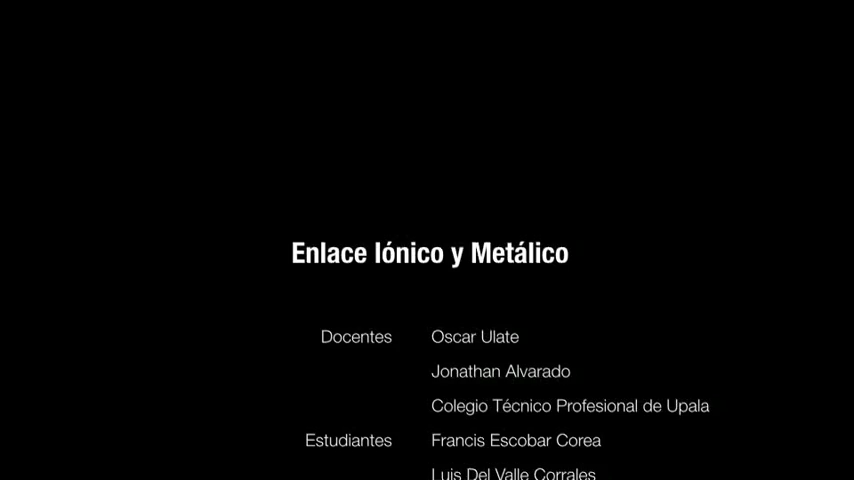 Enlace Iónico y Metálico
Docentes Oscar Ulate
Jonathan Alvarado
Colegio Técnico Profesional de Upala
Estudiantes Francis Escobar Corea
Luis Del Valle Corrales